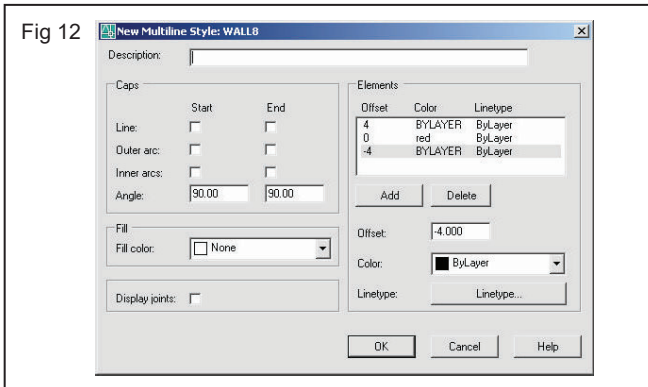 Fig 12
New Multiline Style: WALL8
Description:
Caps
Start End
Line:
Outer arc:
Inner arcs:
Angle: 90.00 90.00
Fill
Fill color: None
Display joints:
Elements
Offset Color Linetype
4 BYLAYER ByLayer
0 red ByLayer
-4 BYLAYER ByLayer
Add Delete
Offset: -4.000
Color: ByLayer
Linetype: Linetype...
OK Cancel Help